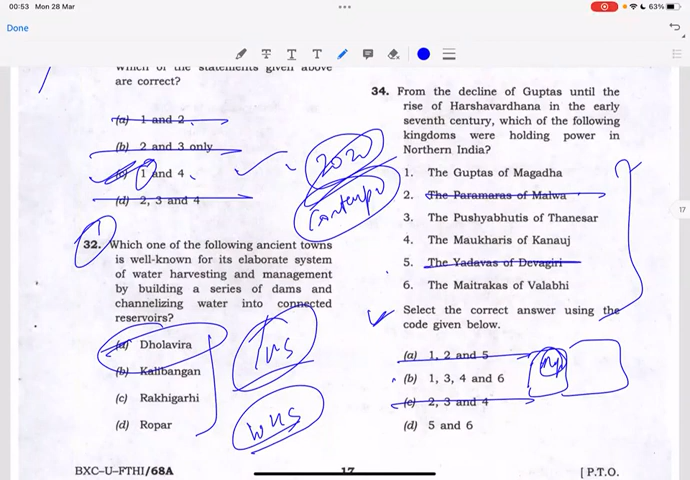 00:53 Mon 28 Mar
63%
Done
which of the statements given above
are correct?
(a) 1 and 2
(b) 2 and 3 only
(c) 1 and 4
(d) 2, 3 and 4
32. Which one of the following ancient towns
is well-known for its elaborate system
of water harvesting and management
by building a series of dams and
channelizing water into connected
reservoirs?
(a) Dholavira
(b) Kalibangan
(c) Rakhigarhi
(d) Ropar
2020
IVS
WHS
34. From the decline of Guptas until the
rise of Harshavardhana in the early
seventh century, which of the following
kingdoms were holding power in
Northern India?
1. The Guptas of Magadha
2. The Paramaras of Malwa
3. The Pushyabhutis of Thanesar
4. The Maukharis of Kanauj
5. The Yadavas of Devagiri
6. The Maitrakas of Valabhi
Select the correct answer using the
code given below.
(a) 1, 2 and 5
(b) 1, 3, 4 and 6
(c) 2, 3 and 4
(d) 5 and 6
17
BXC-U-FTHI/68A
17
[ P.T.O.